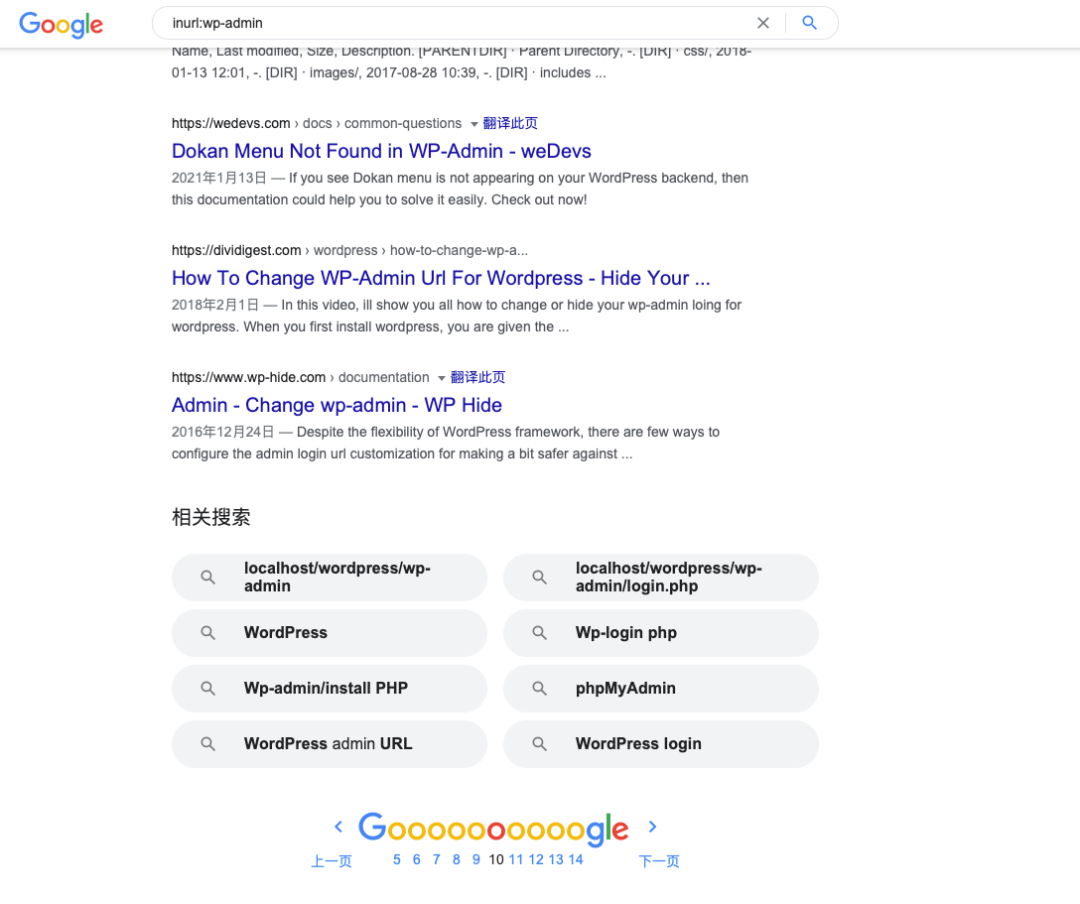 Google
inurl:wp-admin
Name, Last modified, Size, Description. [PARENTDIR] · Parent Directory, -. [DIR] · css/, 2018-
01-13 12:01, -. [DIR] · images/, 2017-08-28 10:39, -. [DIR] · includes ...
https://wedevs.com › docs › common-questions 翻译此页
Dokan Menu Not Found in WP-Admin - weDevs
2021年1月13日 — If you see Dokan menu is not appearing on your WordPress backend, then
this documentation could help you to solve it easily. Check out now!
https://dividigest.com › wordpress › how-to-change-wp-a...
How To Change WP-Admin Url For Wordpress - Hide Your ...
2018年2月1日 — In this video, ill show you all how to change or hide your wp-admin loing for
wordpress. When you first install wordpress, you are given the ...
https://www.wp-hide.com › documentation 翻译此页
Admin - Change wp-admin - WP Hide
2016年12月24日 — Despite the flexibility of WordPress framework, there are few ways to
configure the admin login url customization for making a bit safer against ...
相关搜索
localhost/wordpress/wp-
admin
localhost/wordpress/wp-
admin/login.php
WordPress
Wp-login php
Wp-admin/install PHP
phpMyAdmin
WordPress admin URL
WordPress login
Goooooooooogle
上一页 5 6 7 8 9 10 11 12 13 14 下一页